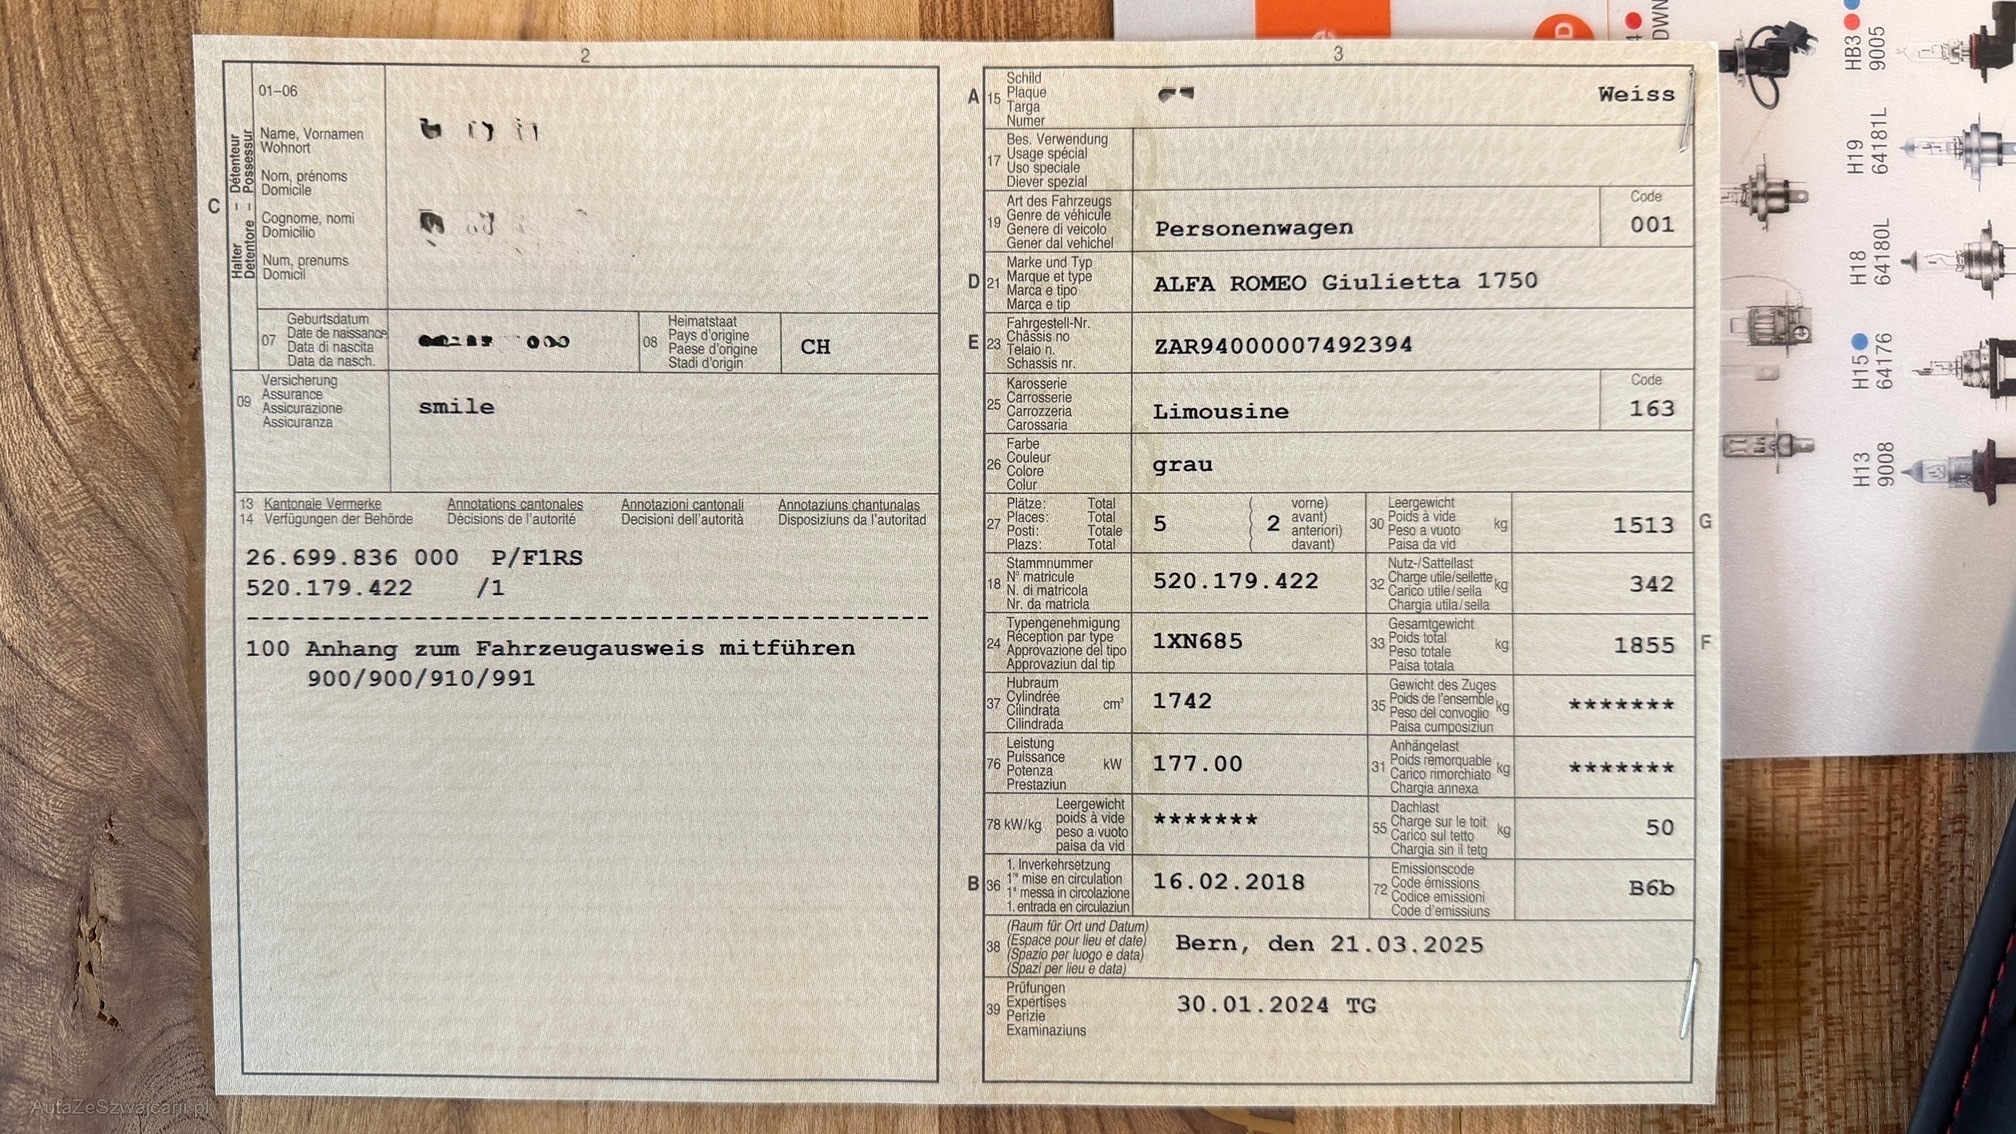 2
01–06
Halter – Détenteur
Detentore – Possessur
C
Name, Vornamen
Wohnort
Nom, prénoms
Domicile
Cognome, nomi
Domicilio
Num, prenums
Domicil
07
Geburtsdatum
Date de naissance
Data di nascita
Data da nasch.
08
Heimatstaat
Pays d'origine
Paese d'origine
Stadi d'origin
CH
09
Versicherung
Assurance
Assicurazione
Assicuranza
smile
13 Kantonale Vermerke Annotations cantonales Annotazioni cantonali Annotaziuns chantunalas
14 Verfügungen der Behörde Décisions de l'autorité Decisioni dell'autorità Disposiziuns da l'autoritad
26.699.836 000 P/F1RS
520.179.422 /1
100 Anhang zum Fahrzeugausweis mitführen
900/900/910/991
3
A 15
Schild
Plaque
Targa
Numer
Weiss
17
Bes. Verwendung
Usage spécial
Uso speciale
Diever spezial
19
Art des Fahrzeugs
Genre de véhicule
Genere di veicolo
Gener dal vehichel
Personenwagen
Code
001
D 21
Marke und Typ
Marque et type
Marca e tipo
Marca e tip
ALFA ROMEO Giulietta 1750
E 23
Fahrgestell-Nr.
Châssis no
Telaio n.
Schassis nr.
ZAR94000007492394
25
Karosserie
Carrosserie
Carrozzeria
Carossaria
Limousine
Code
163
26
Farbe
Couleur
Colore
Colur
grau
27
Plätze: Total
Places: Total
Posti: Totale
Plazs: Total
5
( vorne)
( 2 avant)
( anteriori)
( davant)
30
Leergewicht
Poids à vide
Peso a vuoto
Paisa da vid
kg
1513
G
18
Stammnummer
N° matricule
N. di matricola
Nr. da matricla
520.179.422
32
Nutz-/Sattellast
Charge utile/sellette
Carico utile/sella
Chargia utila/sella
kg
342
24
Typengenehmigung
Réception par type
Approvazione del tipo
Approvaziun dal tip
1XN685
33
Gesamtgewicht
Poids total
Peso totale
Paisa totala
kg
1855
F
37
Hubraum
Cylindrée
Cilindrata
Cilindrada
cm³
1742
35
Gewicht des Zuges
Poids de l'ensemble
Peso del convoglio
Paisa cumposiziun
kg
*******
76
Leistung
Puissance
Potenza
Prestaziun
kW
177.00
31
Anhängelast
Poids remorquable
Carico rimorchiato
Chargia annexa
kg
*******
78 kW/kg
Leergewicht
poids à vide
peso a vuoto
paisa da vid
*******
55
Dachlast
Charge sur le toit
Carico sul tetto
Chargia sin il tetg
kg
50
B 36
1. Inverkehrsetzung
1re mise en circulation
1a messa in circolazione
1. entrada en circulaziun
16.02.2018
72
Emissionscode
Code émissions
Codice emissioni
Code d'emissiuns
B6b
38
(Raum für Ort und Datum)
(Espace pour lieu et date)
(Spazio per luogo e data)
(Spazi per lieu e data)
Bern, den 21.03.2025
39
Prüfungen
Expertises
Perizie
Examinaziuns
30.01.2024 TG
HB3
9005
H19
64181L
H18
64180L
H15
64176
H13
9008
AutaZeSzwajcarii.pl